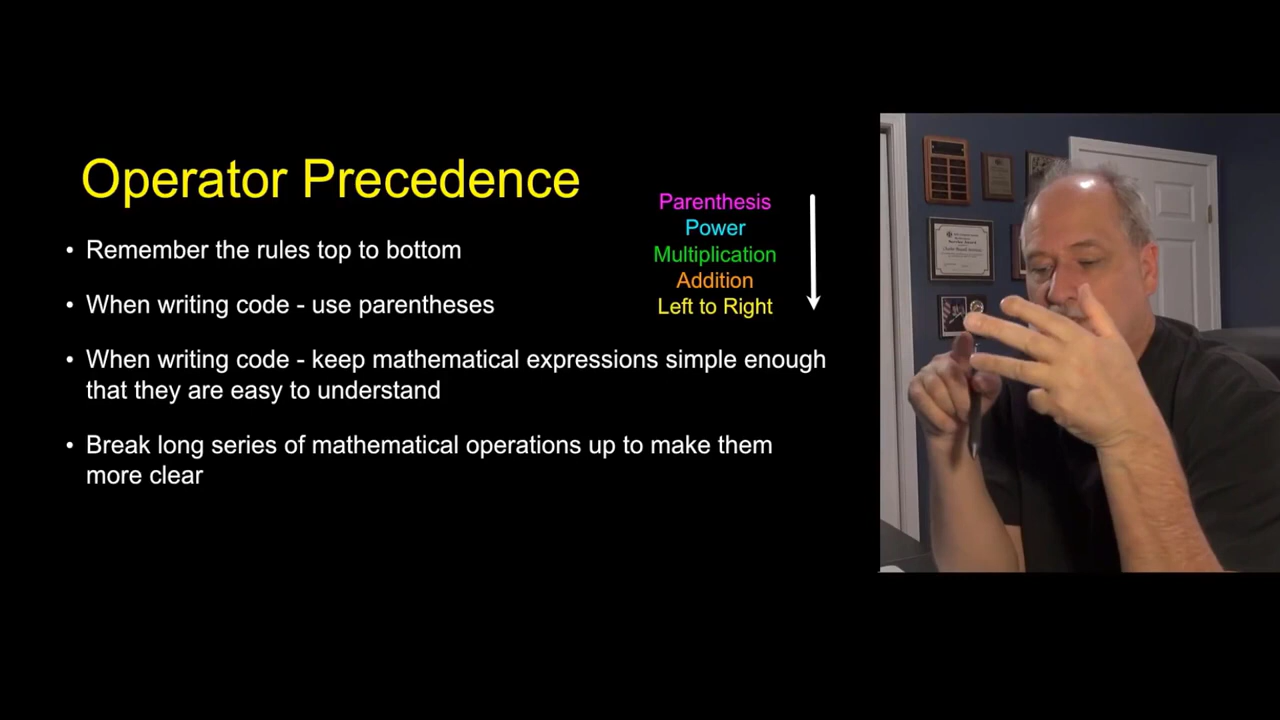 Operator Precedence
• Remember the rules top to bottom
• When writing code - use parentheses
• When writing code - keep mathematical expressions simple enough
that they are easy to understand
• Break long series of mathematical operations up to make them
more clear
Parenthesis
Power
Multiplication
Addition
Left to Right